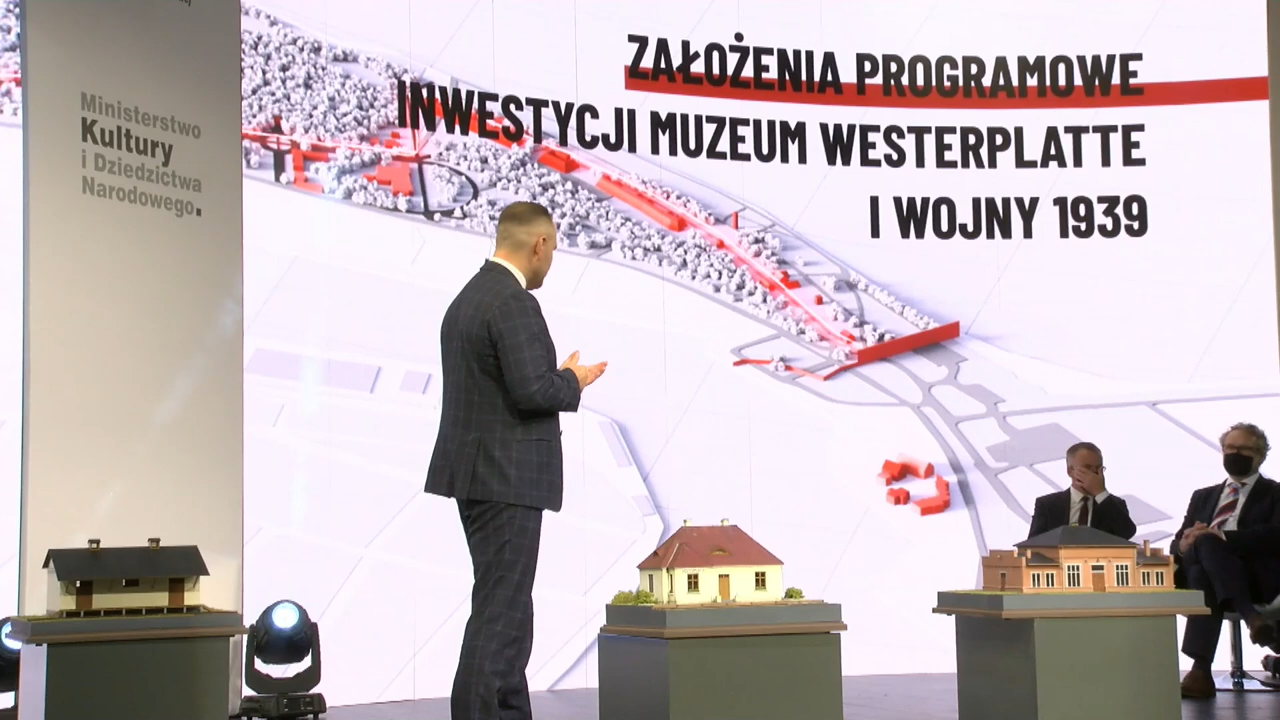 Ministerstwo
Kultury
i Dziedzictwa
Narodowego.
ZAŁOŻENIA PROGRAMOWE
INWESTYCJI MUZEUM WESTERPLATTE
I WOJNY 1939